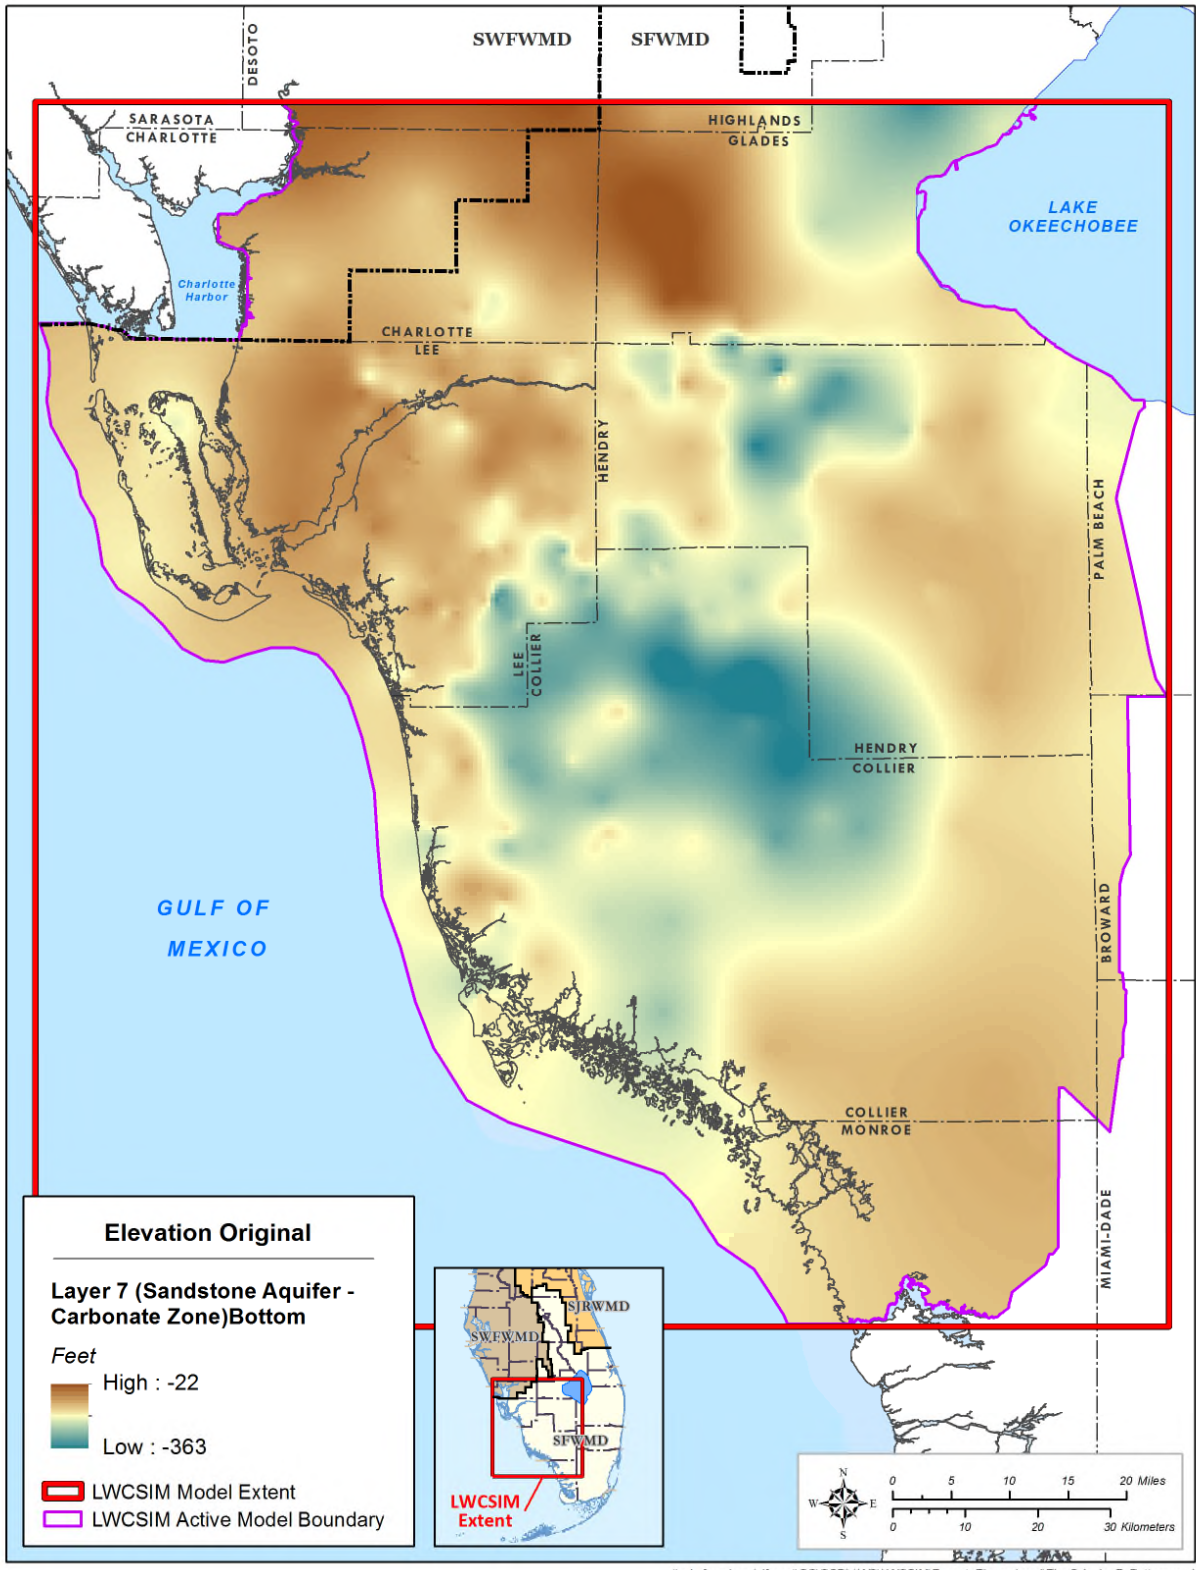 SWFWMD
SFWMD
DESOTO
SARASOTA
CHARLOTTE
HIGHLANDS
GLADES
LAKE
OKEECHOBEE
Charlotte
Harbor
CHARLOTTE
LEE
HENDRY
PALM BEACH
LEE
COLLIER
HENDRY
COLLIER
GULF OF
MEXICO
BROWARD
COLLIER
MONROE
MIAMI-DADE
Elevation Original
Layer 7 (Sandstone Aquifer -
Carbonate Zone)Bottom
Feet
High : -22
Low : -363
LWCSIM Model Extent
LWCSIM Active Model Boundary
SJRWMD
SWFWMD
SFWMD
LWCSIM
Extent
N
W
E
S
0 5 10 15 20 Miles
0 10 20 30 Kilometers